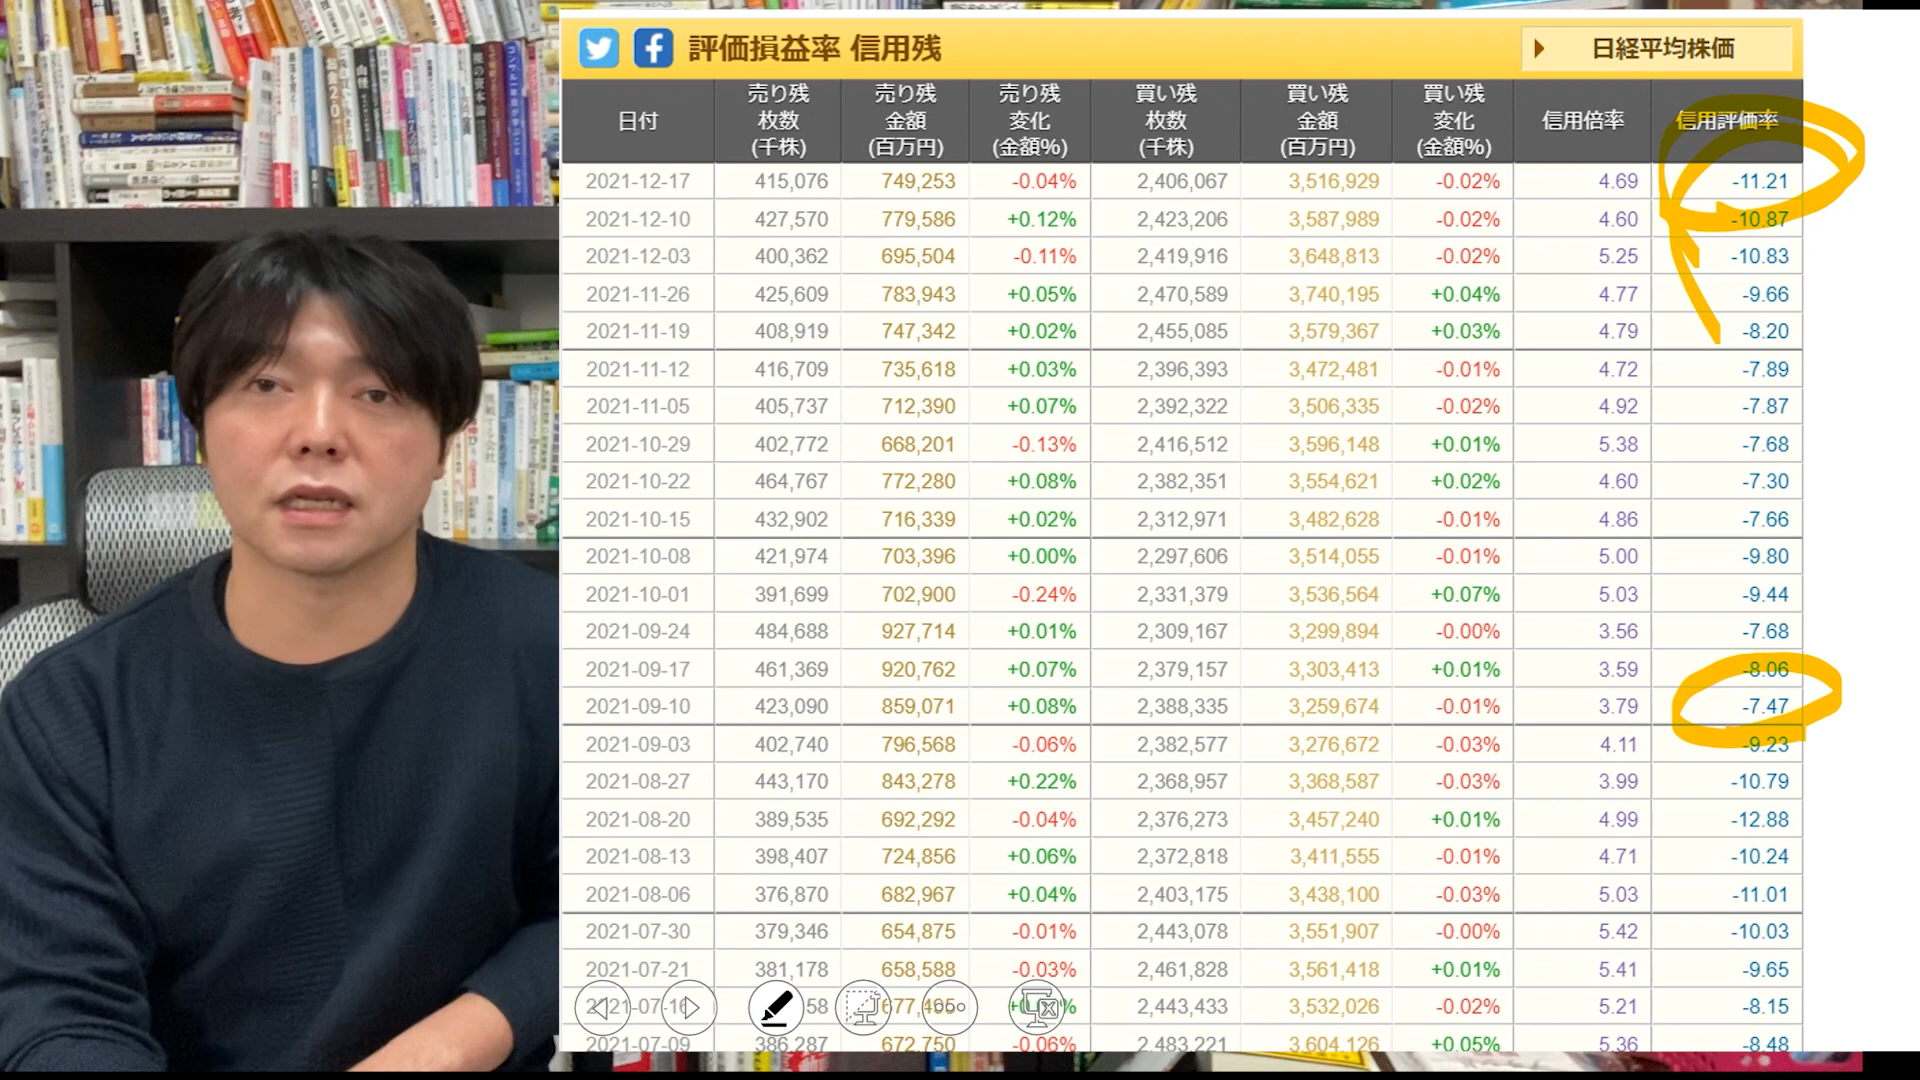 評価損益率 信用残
日経平均株価
日付 売り残枚数(千株) 売り残金額(百万円) 売り残変化(金額%) 買い残枚数(千株) 買い残金額(百万円) 買い残変化(金額%) 信用倍率 信用評価率
2021-12-17 415,076 749,253 -0.04% 2,406,067 3,516,929 -0.02% 4.69 -11.21
2021-12-10 427,570 779,586 +0.12% 2,423,206 3,587,989 -0.02% 4.60 -10.87
2021-12-03 400,362 695,504 -0.11% 2,419,916 3,648,813 -0.02% 5.25 -10.83
2021-11-26 425,609 783,943 +0.05% 2,470,589 3,740,195 +0.04% 4.77 -9.66
2021-11-19 408,919 747,342 +0.02% 2,455,085 3,579,367 +0.03% 4.79 -8.20
2021-11-12 416,709 735,618 +0.03% 2,396,393 3,472,481 -0.01% 4.72 -7.89
2021-11-05 405,737 712,390 +0.07% 2,392,322 3,506,335 -0.02% 4.92 -7.87
2021-10-29 402,772 668,201 -0.13% 2,416,512 3,596,148 +0.01% 5.38 -7.68
2021-10-22 464,767 772,280 +0.08% 2,382,351 3,554,621 +0.02% 4.60 -7.30
2021-10-15 432,902 716,339 +0.02% 2,312,971 3,482,628 -0.01% 4.86 -7.66
2021-10-08 421,974 703,396 +0.00% 2,297,606 3,514,055 -0.01% 5.00 -9.80
2021-10-01 391,699 702,900 -0.24% 2,331,379 3,536,564 +0.07% 5.03 -9.44
2021-09-24 484,688 927,714 +0.01% 2,309,167 3,299,894 -0.00% 3.56 -7.68
2021-09-17 461,369 920,762 +0.07% 2,379,157 3,303,413 +0.01% 3.59 -8.06
2021-09-10 423,090 859,071 +0.08% 2,388,335 3,259,674 -0.01% 3.79 -7.47
2021-09-03 402,740 796,568 -0.06% 2,382,577 3,276,672 -0.03% 4.11 -9.23
2021-08-27 443,170 843,278 +0.22% 2,368,957 3,368,587 -0.03% 3.99 -10.79
2021-08-20 389,535 692,292 -0.04% 2,376,273 3,457,240 +0.01% 4.99 -12.88
2021-08-13 398,407 724,856 +0.06% 2,372,818 3,411,555 -0.01% 4.71 -10.24
2021-08-06 376,870 682,967 +0.04% 2,403,175 3,438,100 -0.03% 5.03 -11.01
2021-07-30 379,346 654,875 -0.01% 2,443,078 3,551,907 -0.00% 5.42 -10.03
2021-07-21 381,178 658,588 -0.03% 2,461,828 3,561,418 +0.01% 5.41 -9.65
2,443,433 3,532,026 -0.02% 5.21 -8.15
2021-07-09 386,287 672,750 -0.06% 2,483,221 3,604,126 +0.05% 5.36 -8.48